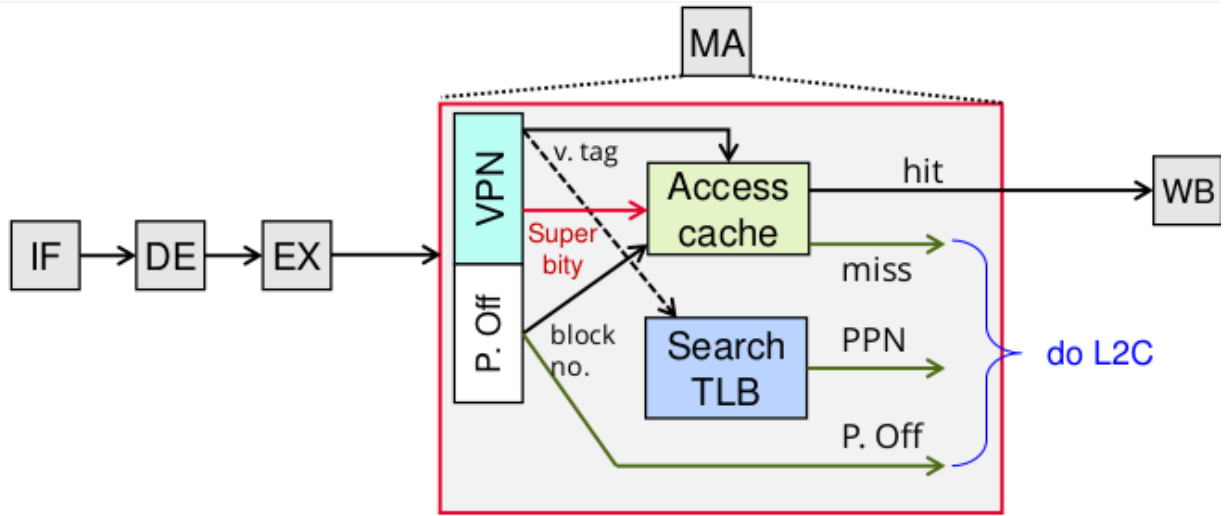 MA
VPN
v. tag
Access
cache
hit
WB
Super
bity
IF
DE
EX
miss
P. Off
block
no.
Search
TLB
PPN
do L2C
P. Off